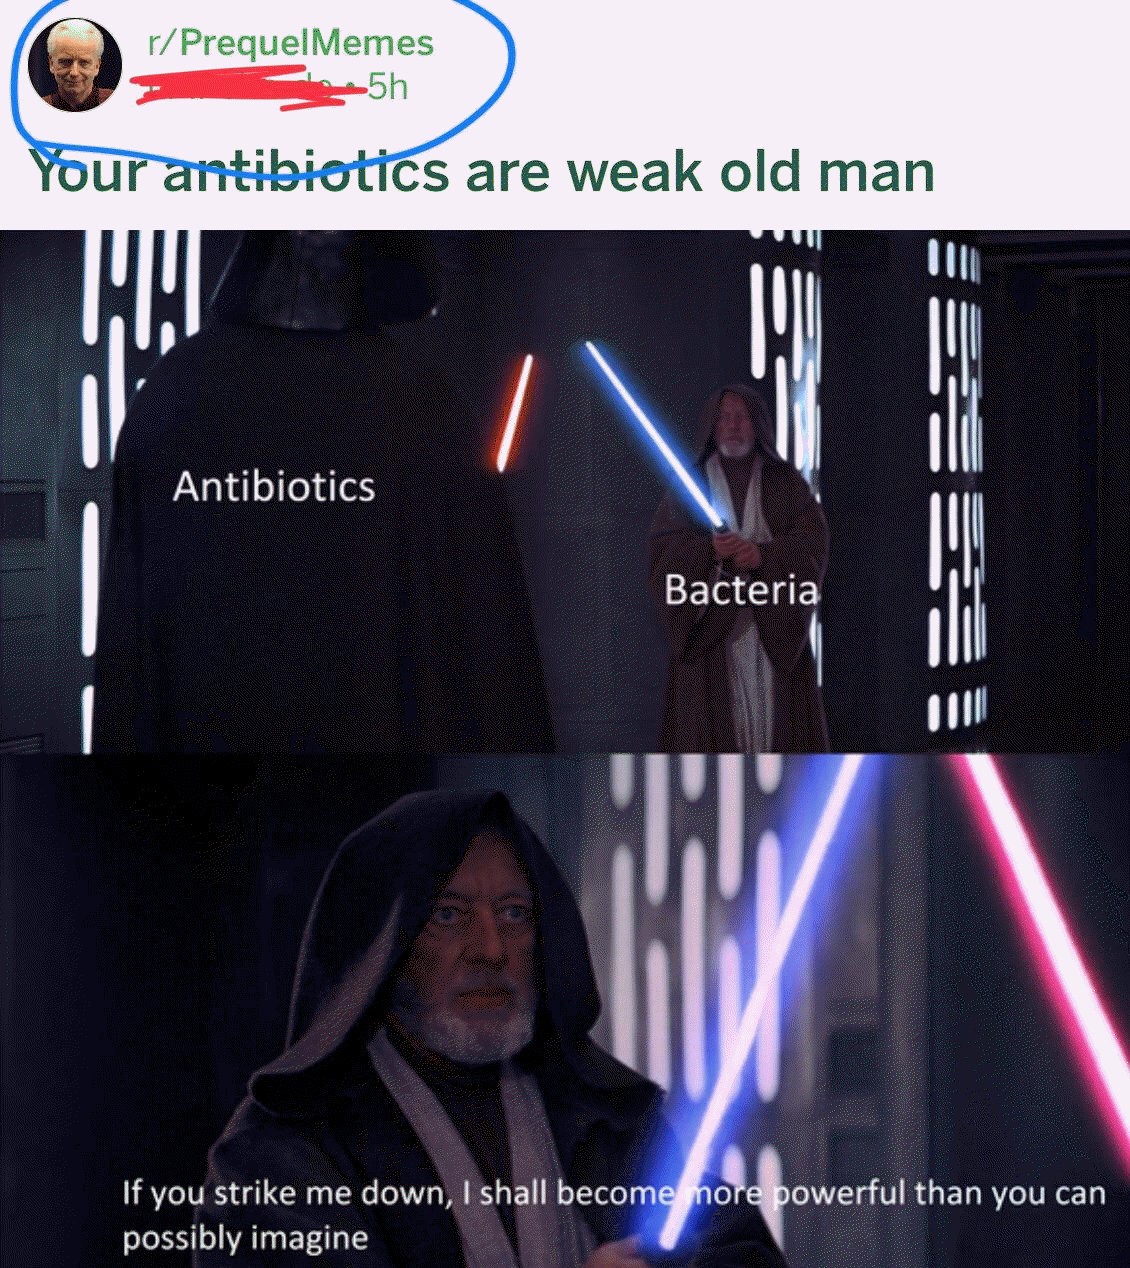 r/PrequelMemes
5h
Your antibiotics are weak old man
Antibiotics
Bacteria
If you strike me down, I shall become more powerful than you can
possibly imagine